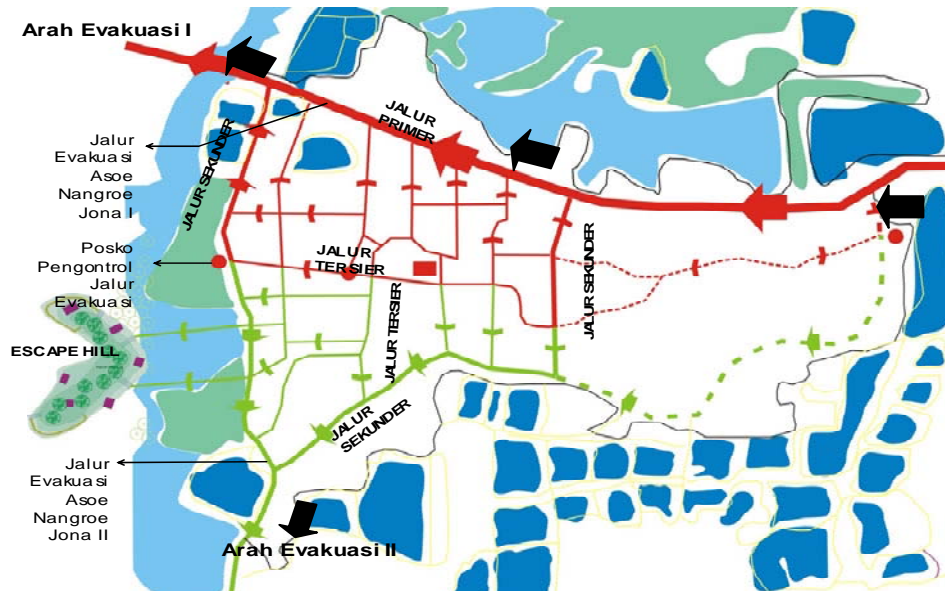 Arah Evakuasi I
JALUR
PRIMER
Jalur
Evakuasi
Asoe
Nangroe
Jona I
JALUR SEKUNDER
Posko
Pengontrol
Jalur
Evakuasi
JALUR
TERSIER
JALUR SEKUNDER
JALUR TERSIER
ESCAPE HILL
JALUR
SEKUNDER
Jalur
Evakuasi
Asoe
Nangroe
Jona II
Arah Evakuasi II